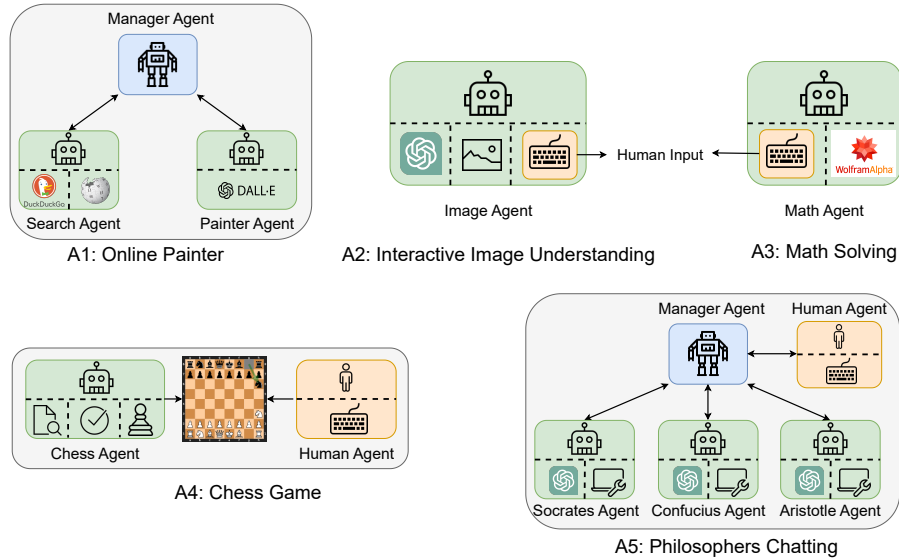 Manager Agent
DuckDuckGo
Search Agent
DALL·E
Painter Agent
A1: Online Painter
Human Input
Image Agent
A2: Interactive Image Understanding
WolframAlpha
Math Agent
A3: Math Solving
Chess Agent
Human Agent
A4: Chess Game
Manager Agent
Human Agent
Socrates Agent
Confucius Agent
Aristotle Agent
A5: Philosophers Chatting